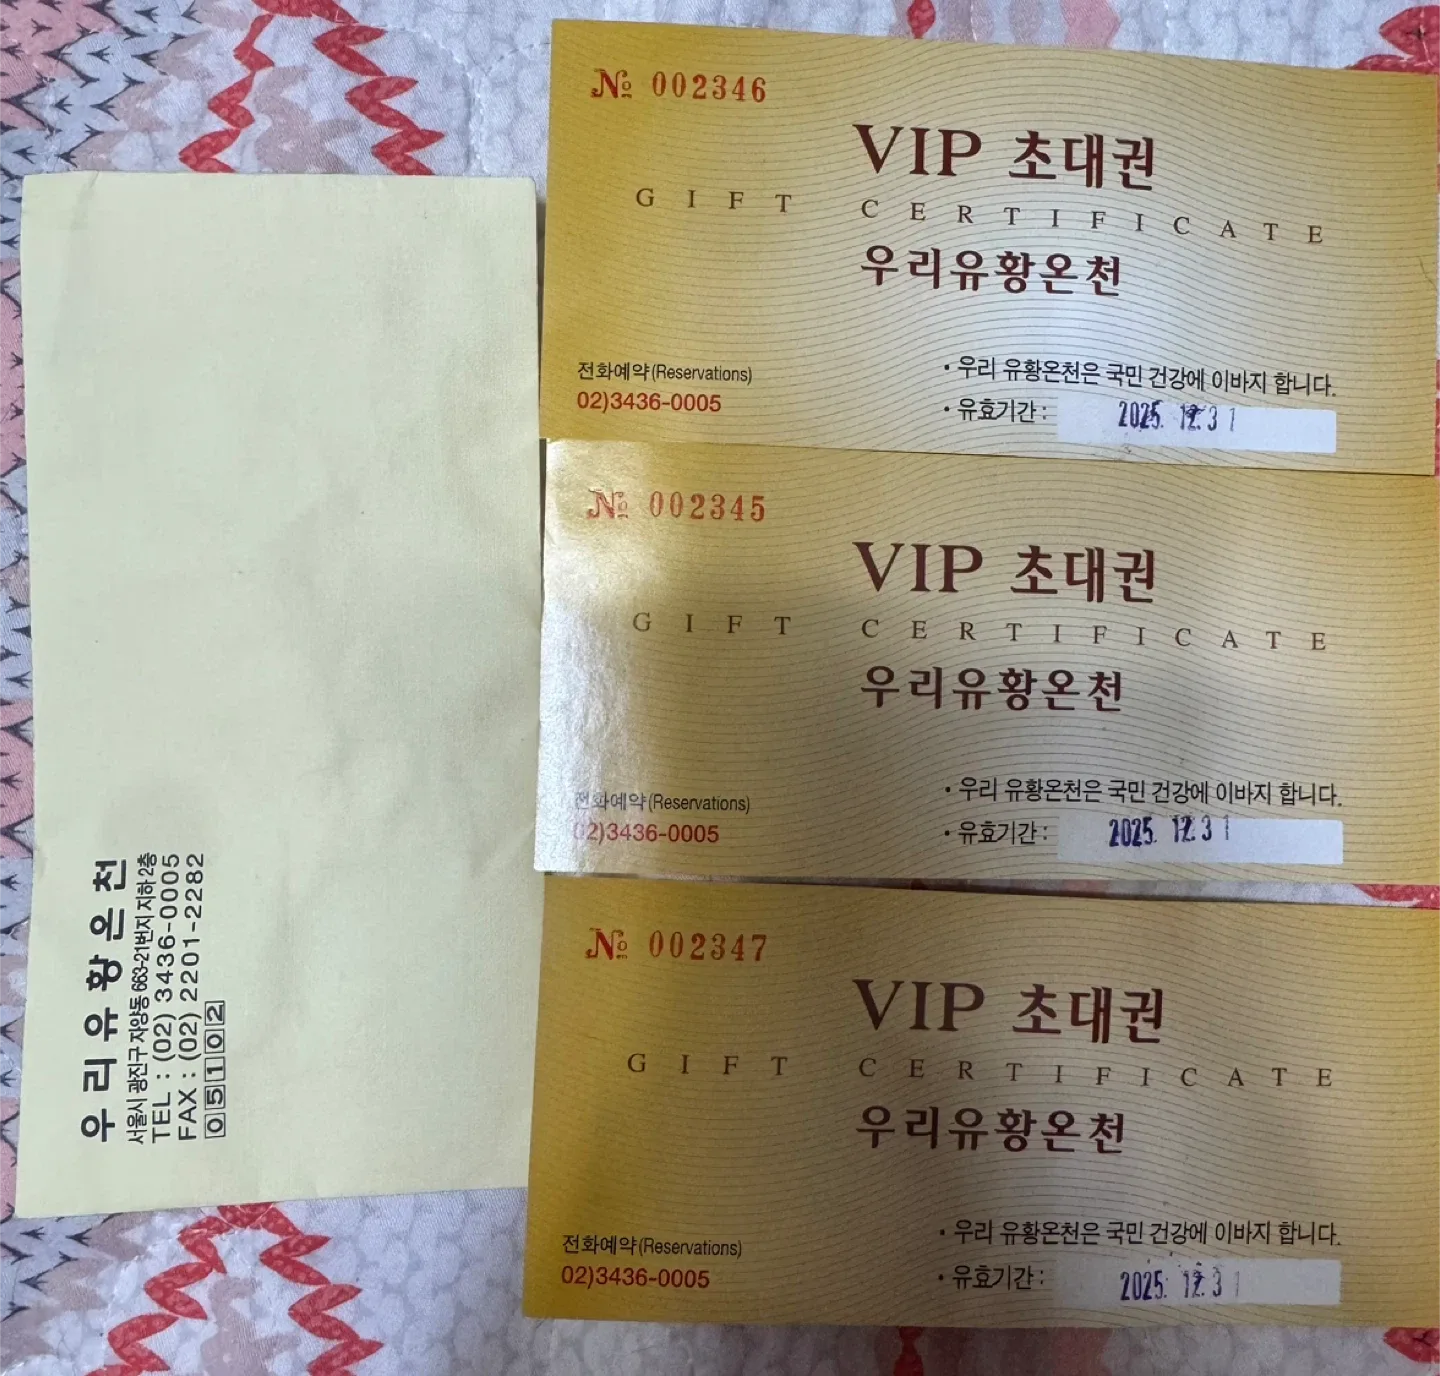 우리유황온천
서울시 광진구 자양동 663-21번지 지하 2층
TEL : (02) 3436-0005
FAX : (02) 2201-2282
05102
№ 002346
VIP 초대권
GIFT CERTIFICATE
우리유황온천
전화예약(Reservations)
02)3436-0005
• 우리 유황온천은 국민 건강에 이바지 합니다.
• 유효기간 : 2025. 12. 31
№ 002345
VIP 초대권
GIFT CERTIFICATE
우리유황온천
전화예약(Reservations)
02)3436-0005
• 우리 유황온천은 국민 건강에 이바지 합니다.
• 유효기간 : 2025. 12. 31
№ 002347
VIP 초대권
GIFT CERTIFICATE
우리유황온천
전화예약(Reservations)
02)3436-0005
• 우리 유황온천은 국민 건강에 이바지 합니다.
• 유효기간 : 2025. 12. 31